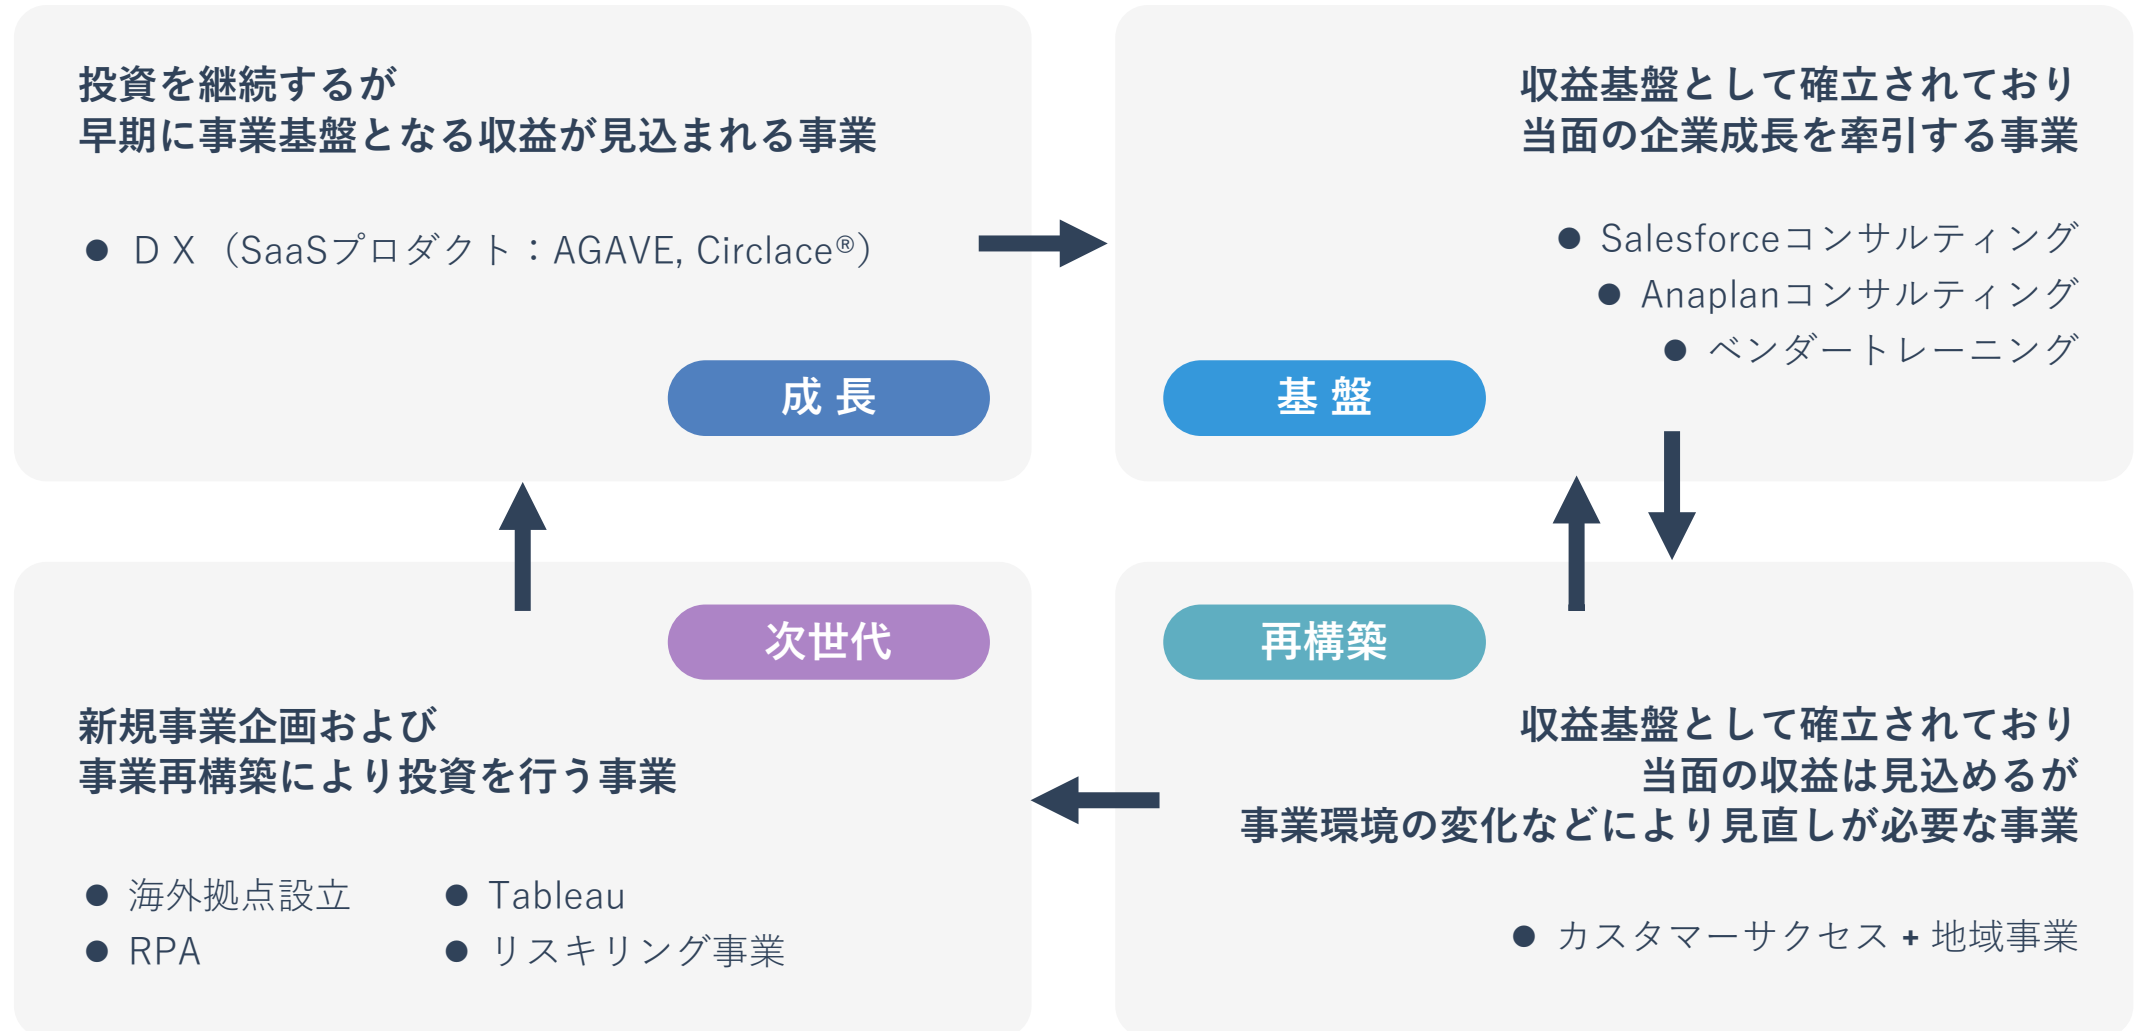 投資を継続するが
早期に事業基盤となる収益が見込まれる事業
● ＤＸ（SaaSプロダクト：AGAVE, Circlace®）
成 長
収益基盤として確立されており
当面の企業成長を牽引する事業
● Salesforceコンサルティング
● Anaplanコンサルティング
● ベンダートレーニング
基 盤
次世代
新規事業企画および
事業再構築により投資を行う事業
● 海外拠点設立
● RPA
● Tableau
● リスキリング事業
再構築
収益基盤として確立されており
当面の収益は見込めるが
事業環境の変化などにより見直しが必要な事業
● カスタマーサクセス + 地域事業